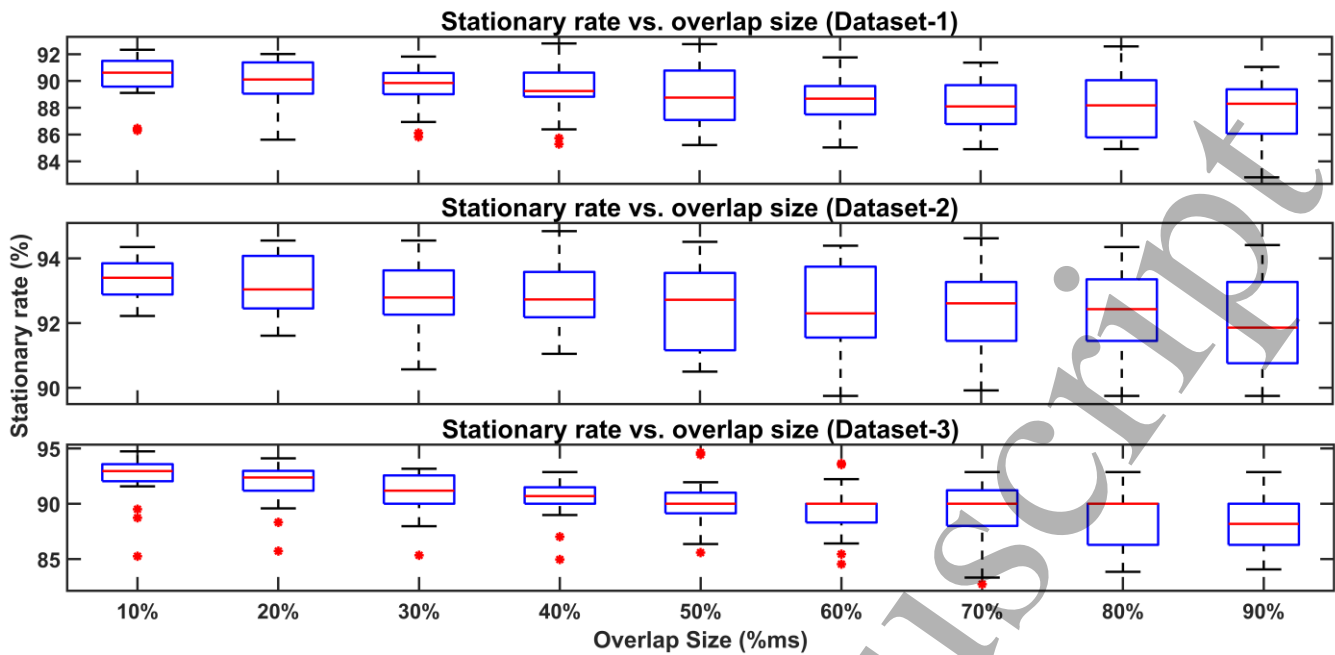 Stationary rate vs. overlap size (Dataset-1)
92
90
88
86
84
Stationary rate vs. overlap size (Dataset-2)
94
92
90
Stationary rate (%)
Stationary rate vs. overlap size (Dataset-3)
95
90
85
10% 20% 30% 40% 50% 60% 70% 80% 90%
Overlap Size (%ms)
uscript